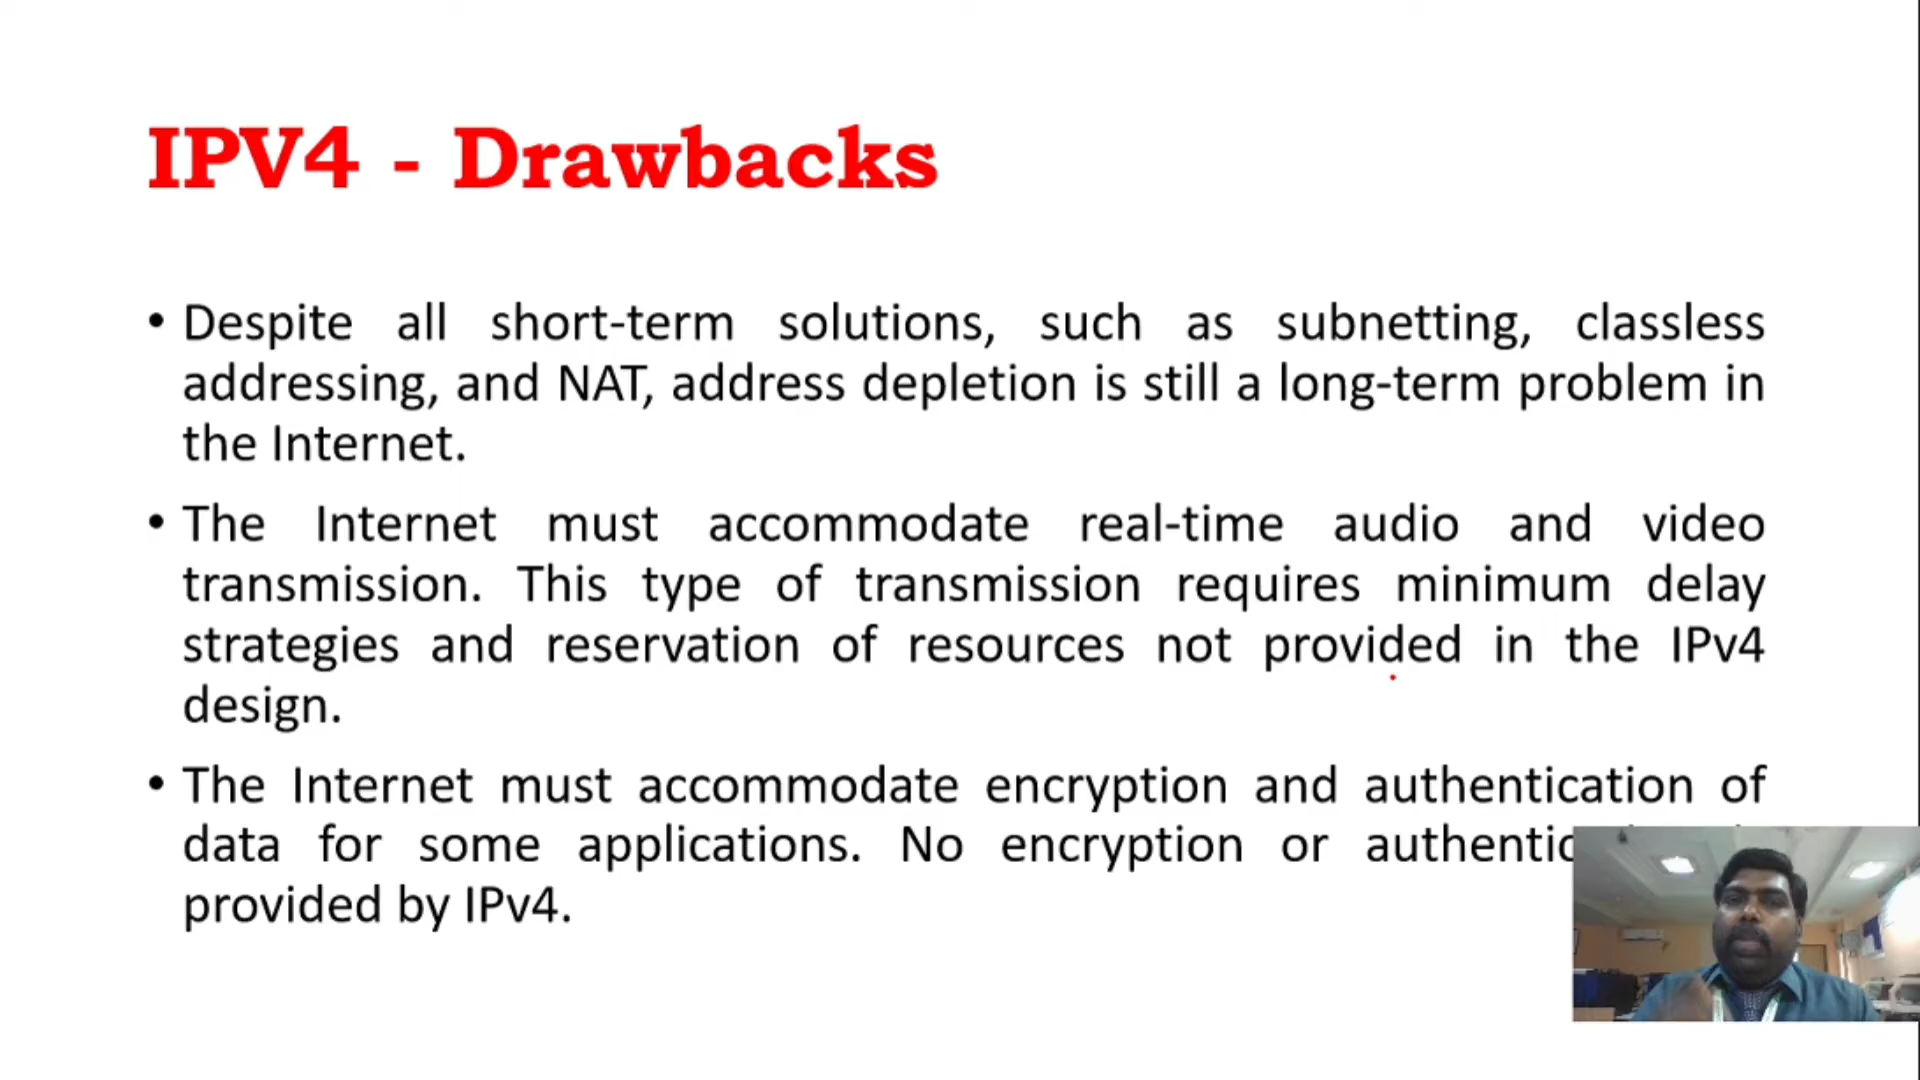 IPV4 - Drawbacks
• Despite all short-term solutions, such as subnetting, classless
addressing, and NAT, address depletion is still a long-term problem in
the Internet.
• The Internet must accommodate real-time audio and video
transmission. This type of transmission requires minimum delay
strategies and reservation of resources not provided in the IPv4
design.
• The Internet must accommodate encryption and authentication of
data for some applications. No encryption or
provided by IPv4.